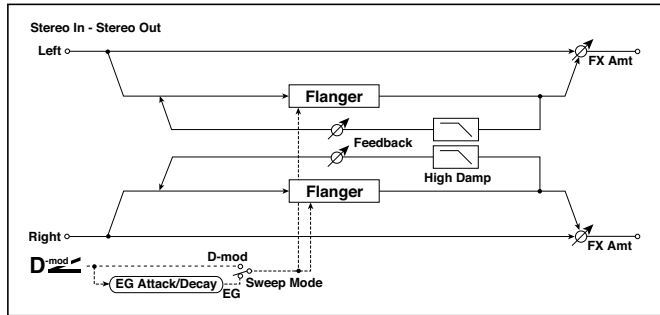 Stereo In - Stereo Out
Left
FX Amt
Flanger
Feedback
High Damp
Flanger
Right
FX Amt
D-mod
D-mod
EG Attack/Decay
EG
Sweep Mode